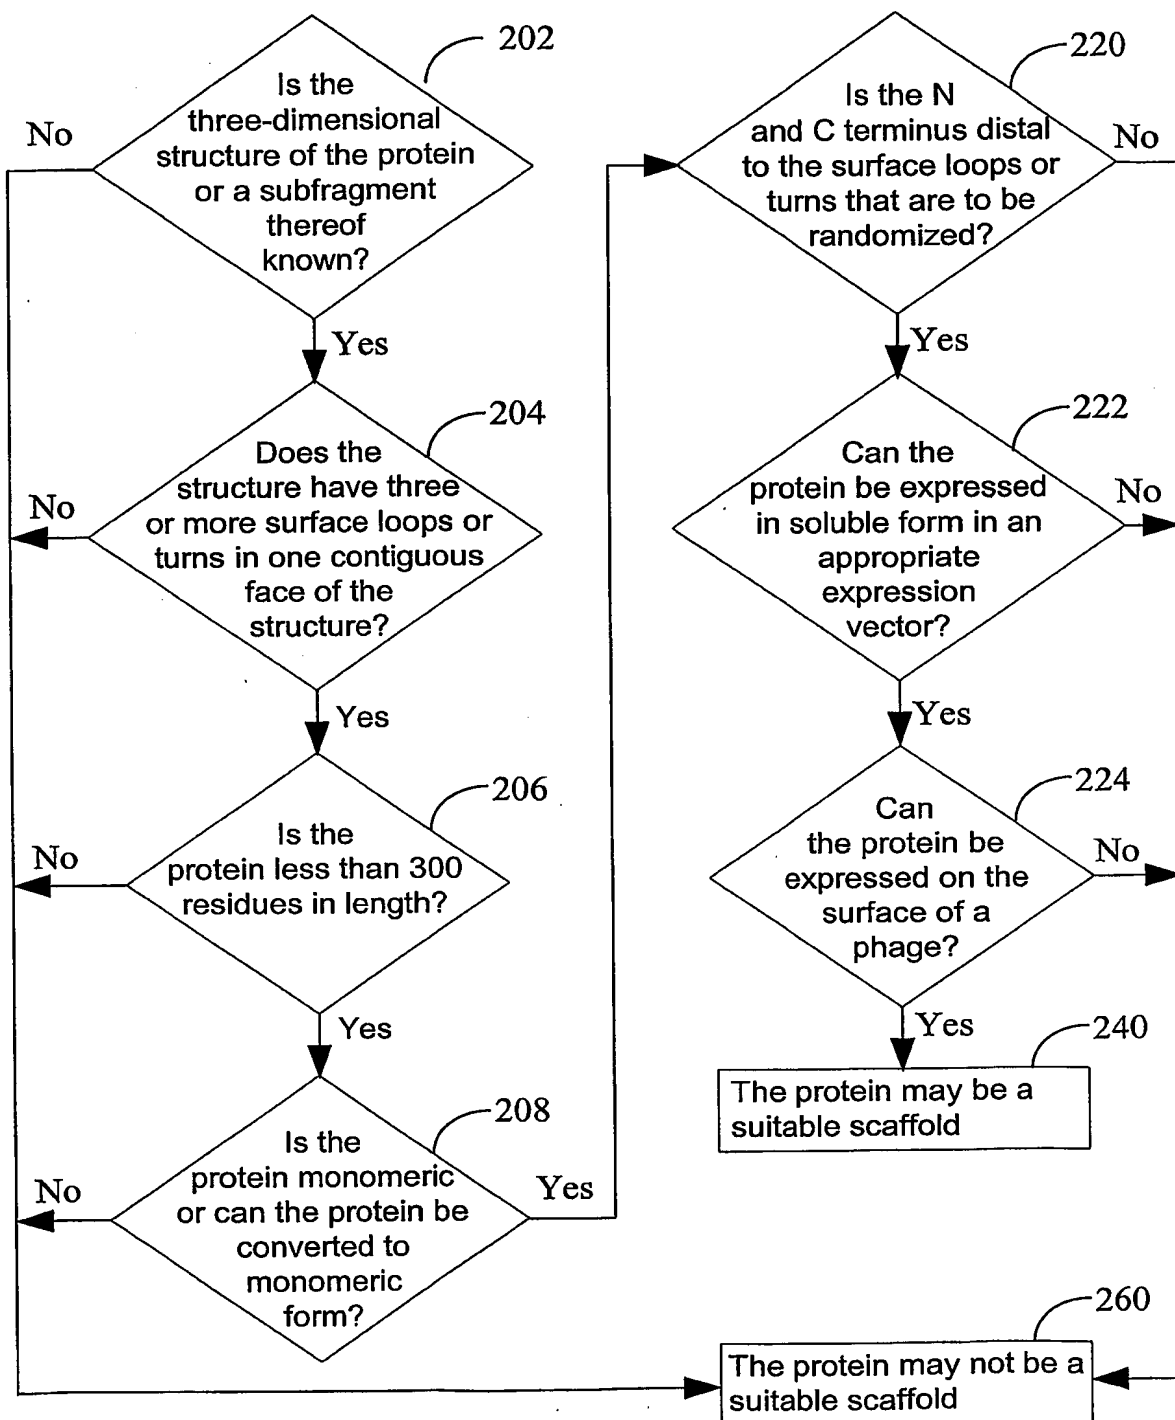 202
Is the
three-dimensional
structure of the protein
or a subfragment
thereof
known?
No
Yes
204
Does the
structure have three
or more surface loops or
turns in one contiguous
face of the
structure?
No
Yes
206
Is the
protein less than 300
residues in length?
No
Yes
208
Is the
protein monomeric
or can the protein be
converted to
monomeric
form?
No
Yes
220
Is the N
and C terminus distal
to the surface loops or
turns that are to be
randomized?
No
Yes
222
Can the
protein be expressed
in soluble form in an
appropriate
expression
vector?
No
Yes
224
Can
the protein be
expressed on the
surface of a
phage?
No
Yes
240
The protein may be a
suitable scaffold
260
The protein may not be a
suitable scaffold